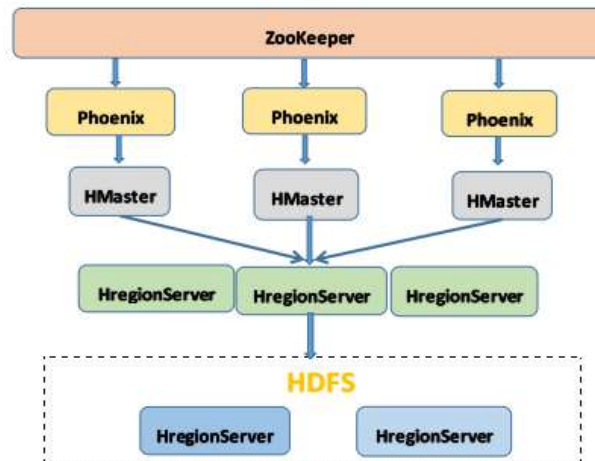 ZooKeeper
Phoenix Phoenix Phoenix
HMaster HMaster HMaster
HregionServer HregionServer HregionServer
HDFS
HregionServer HregionServer